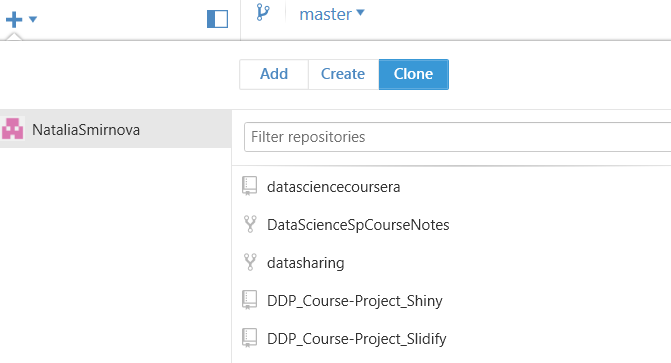 master
Add Create Clone
NataliaSmirnova
Filter repositories
datasciencecoursera
DataScienceSpCourseNotes
datasharing
DDP_Course-Project_Shiny
DDP_Course-Project_Slidify